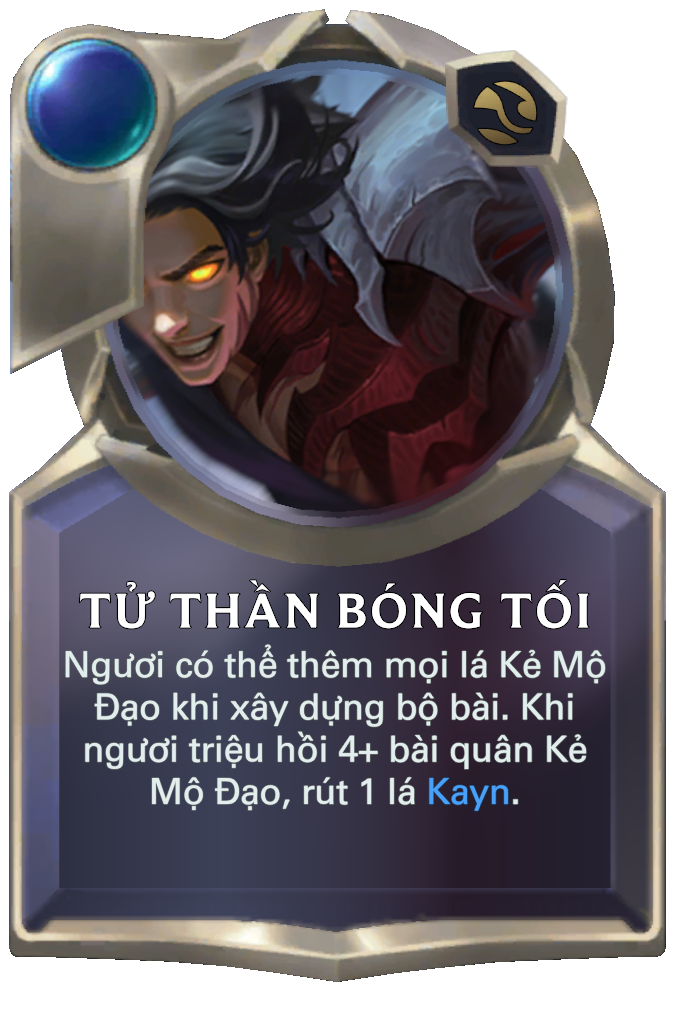 TỬ THẦN BÓNG TỐI
Ngươi có thể thêm mọi lá Kẻ Mộ
Đạo khi xây dựng bộ bài. Khi
ngươi triệu hồi 4+ bài quân Kẻ
Mộ Đạo, rút 1 lá Kayn.